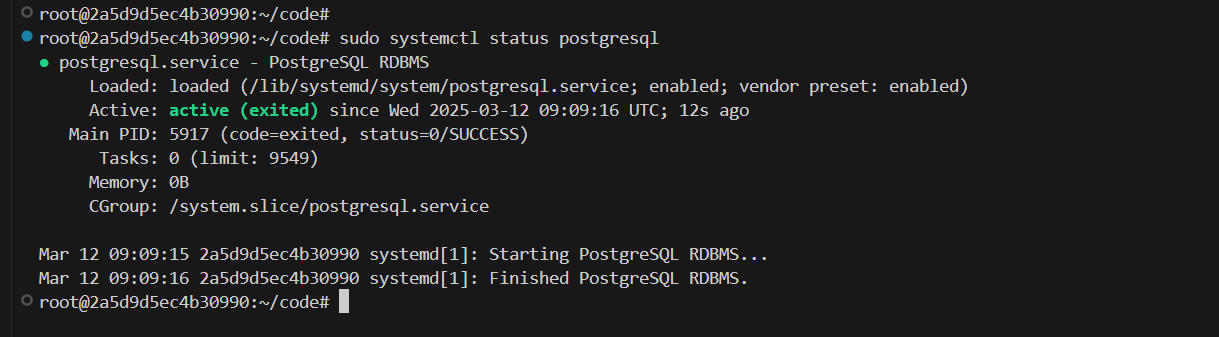 root@2a5d9d5ec4b30990:~/code#
root@2a5d9d5ec4b30990:~/code# sudo systemctl status postgresql
● postgresql.service - PostgreSQL RDBMS
     Loaded: loaded (/lib/systemd/system/postgresql.service; enabled; vendor preset: enabled)
     Active: active (exited) since Wed 2025-03-12 09:09:16 UTC; 12s ago
   Main PID: 5917 (code=exited, status=0/SUCCESS)
      Tasks: 0 (limit: 9549)
     Memory: 0B
     CGroup: /system.slice/postgresql.service

Mar 12 09:09:15 2a5d9d5ec4b30990 systemd[1]: Starting PostgreSQL RDBMS...
Mar 12 09:09:16 2a5d9d5ec4b30990 systemd[1]: Finished PostgreSQL RDBMS.
root@2a5d9d5ec4b30990:~/code#